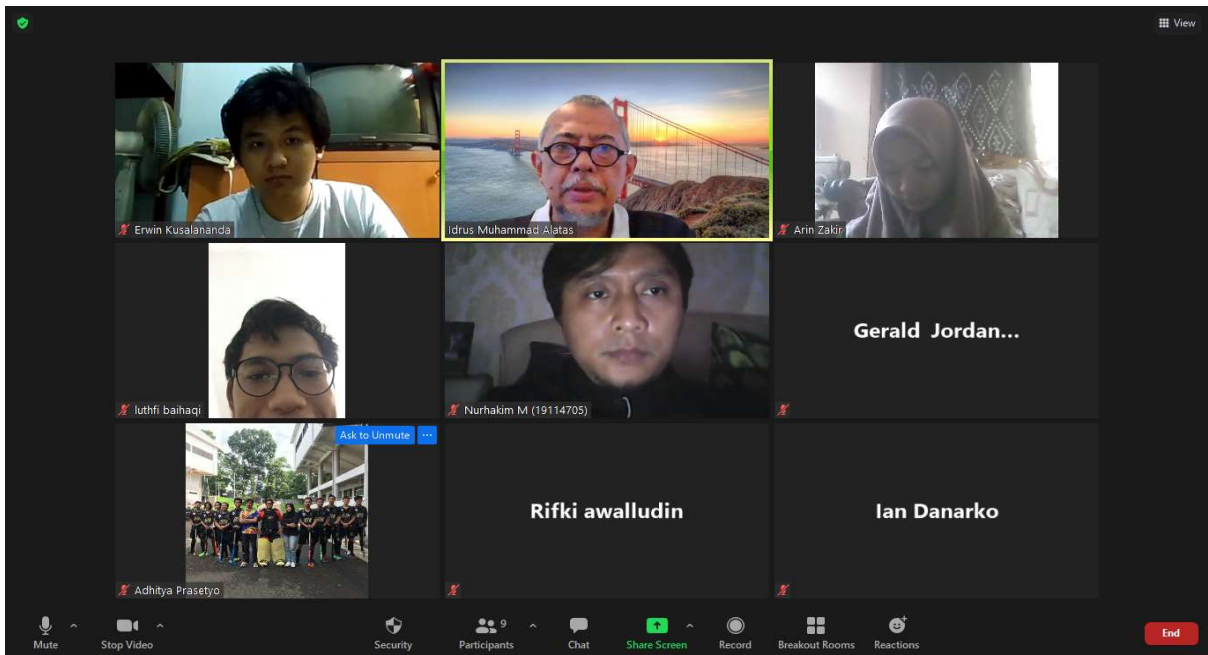 View
Erwin Kusalananda
Idrus Muhammad Alatas
Arin Zakir
luthfi baihaqi
Nurhakim M (19114705)
Gerald Jordan...
Ask to Unmute ...
Adhitya Prasetyo
Rifki awalludin
Ian Danarko
Mute
Stop Video
Security
Participants
9
Chat
Share Screen
Record
Breakout Rooms
Reactions
End